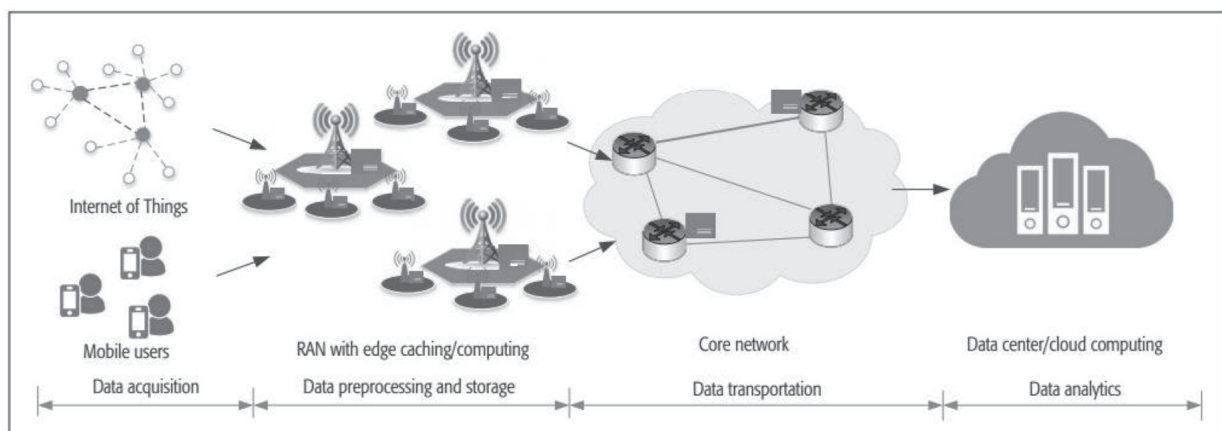 Internet of Things
Mobile users
RAN with edge caching/computing
Core network
Data center/cloud computing
Data acquisition
Data preprocessing and storage
Data transportation
Data analytics